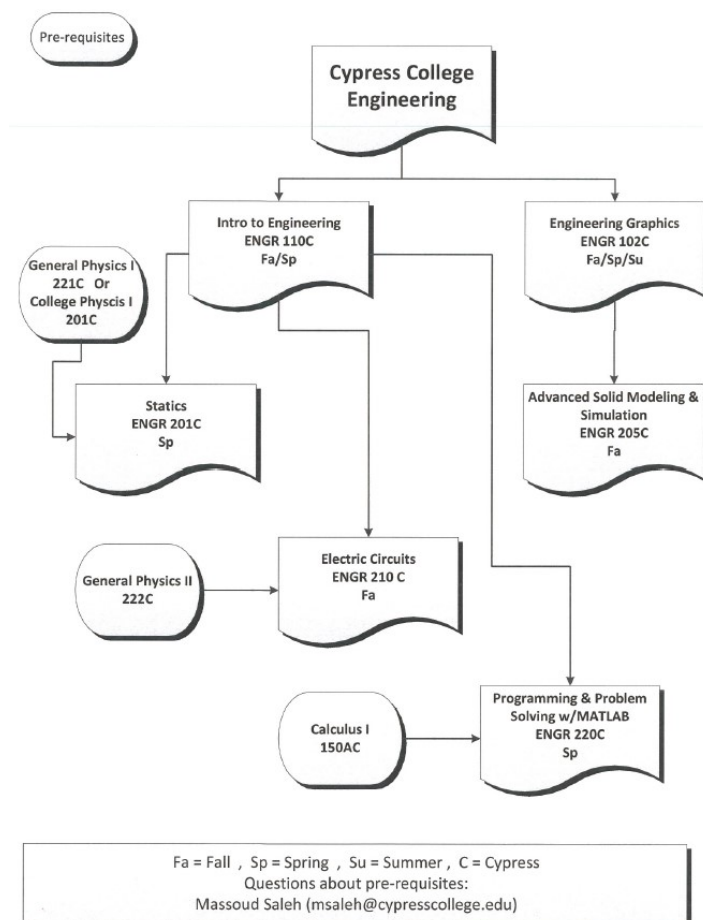 Pre-requisites
Cypress College
Engineering
Intro to Engineering
ENGR 110C
Fa/Sp
Engineering Graphics
ENGR 102C
Fa/Sp/Su
General Physics I
221C Or
College Physcis I
201C
Statics
ENGR 201C
Sp
Advanced Solid Modeling &
Simulation
ENGR 205C
Fa
General Physics II
222C
Electric Circuits
ENGR 210 C
Fa
Calculus I
150AC
Programming & Problem
Solving w/MATLAB
ENGR 220C
Sp
Fa = Fall , Sp = Spring , Su = Summer , C = Cypress
Questions about pre-requisites:
Massoud Saleh (msaleh@cypresscollege.edu)